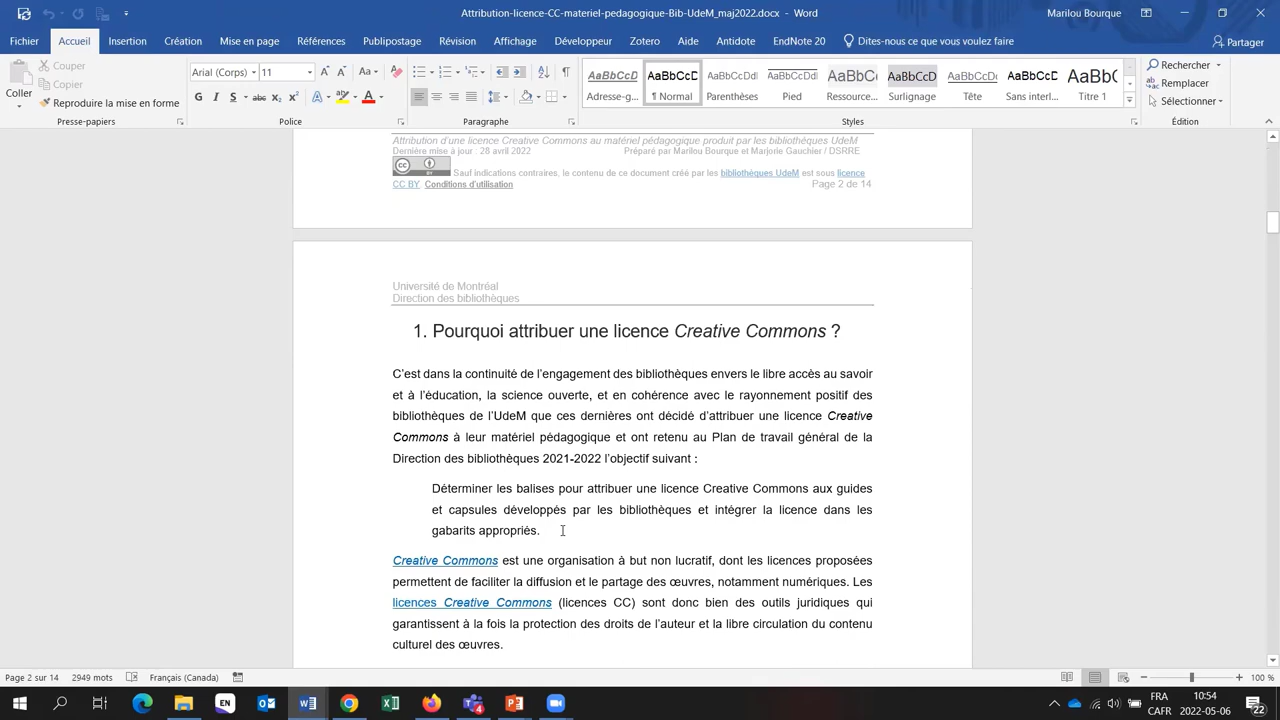 Attribution-licence-CC-materiel-pedagogique-Bib-UdeM_maj2022.docx - Word
Marilou Bourque
Fichier Accueil Insertion Création Mise en page Références Publipostage Révision Affichage Développeur Zotero Aide Antidote EndNote 20 Dites-nous ce que vous voulez faire Partager
Coller
Couper
Copier
Reproduire la mise en forme
Presse-papiers
Arial (Corps) 11
G I S abc x₂ x²
Police
Paragraphe
AaBbCcD AaBbCcC AaBbCcDd AaBbCcDd AaBbCc AaBbCcD AaBbCcDd AaBbCc AaBb(
Adresse-g... ¶ Normal Parenthèses Pied Ressource... Surlignage Tête Sans interl... Titre 1
Styles
Rechercher
Remplacer
Sélectionner
Édition
Attribution d'une licence Creative Commons au matériel pédagogique produit par les bibliothèques UdeM
Dernière mise à jour : 28 avril 2022 Préparé par Marilou Bourque et Marjorie Gauchier / DSRRE
cc BY Sauf indications contraires, le contenu de ce document créé par les bibliothèques UdeM est sous licence
CC BY. Conditions d'utilisation Page 2 de 14
Université de Montréal
Direction des bibliothèques
1. Pourquoi attribuer une licence Creative Commons ?
C'est dans la continuité de l'engagement des bibliothèques envers le libre accès au savoir
et à l'éducation, la science ouverte, et en cohérence avec le rayonnement positif des
bibliothèques de l'UdeM que ces dernières ont décidé d'attribuer une licence Creative
Commons à leur matériel pédagogique et ont retenu au Plan de travail général de la
Direction des bibliothèques 2021-2022 l'objectif suivant :
Déterminer les balises pour attribuer une licence Creative Commons aux guides
et capsules développés par les bibliothèques et intégrer la licence dans les
gabarits appropriés.
Creative Commons est une organisation à but non lucratif, dont les licences proposées
permettent de faciliter la diffusion et le partage des œuvres, notamment numériques. Les
licences Creative Commons (licences CC) sont donc bien des outils juridiques qui
garantissent à la fois la protection des droits de l'auteur et la libre circulation du contenu
culturel des œuvres.
Page 2 sur 14 2949 mots Français (Canada) 100 %
EN
FRA
CAFR
10:54
2022-05-06
22